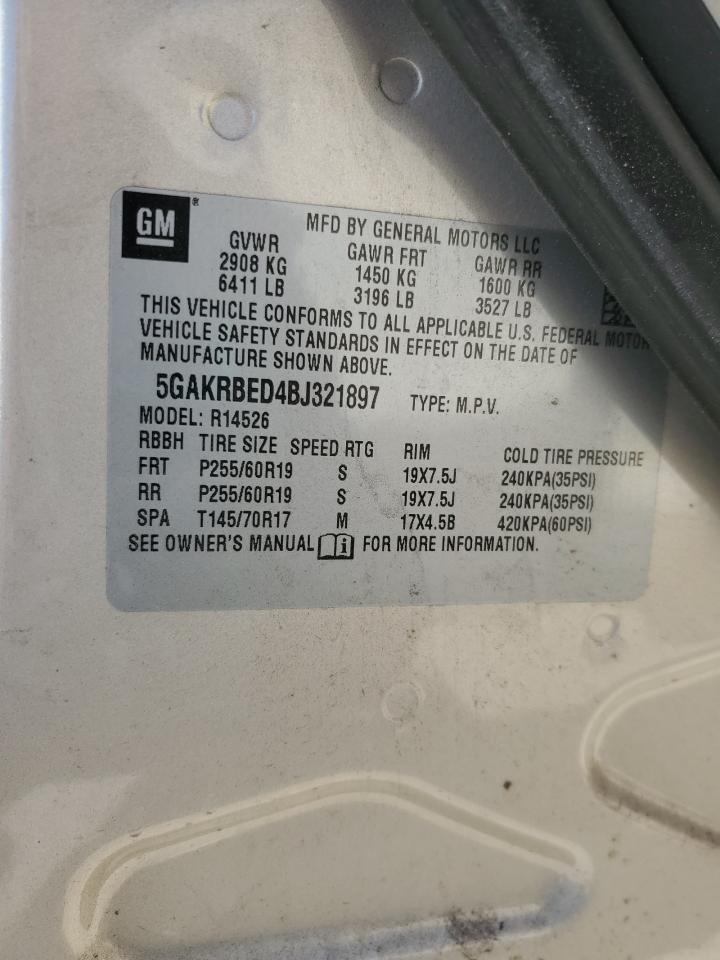 GM®
MFD BY GENERAL MOTORS LLC
GVWR GAWR FRT GAWR RR
2908 KG 1450 KG 1600 KG
6411 LB 3196 LB 3527 LB
THIS VEHICLE CONFORMS TO ALL APPLICABLE U.S. FEDERAL MOTOR
VEHICLE SAFETY STANDARDS IN EFFECT ON THE DATE OF
MANUFACTURE SHOWN ABOVE.
5GAKRBED4BJ321897 TYPE: M.P.V.
MODEL: R14526
RBBH TIRE SIZE SPEED RTG RIM COLD TIRE PRESSURE
FRT P255/60R19 S 19X7.5J 240KPA(35PSI)
RR P255/60R19 S 19X7.5J 240KPA(35PSI)
SPA T145/70R17 M 17X4.5B 420KPA(60PSI)
SEE OWNER'S MANUAL i FOR MORE INFORMATION.